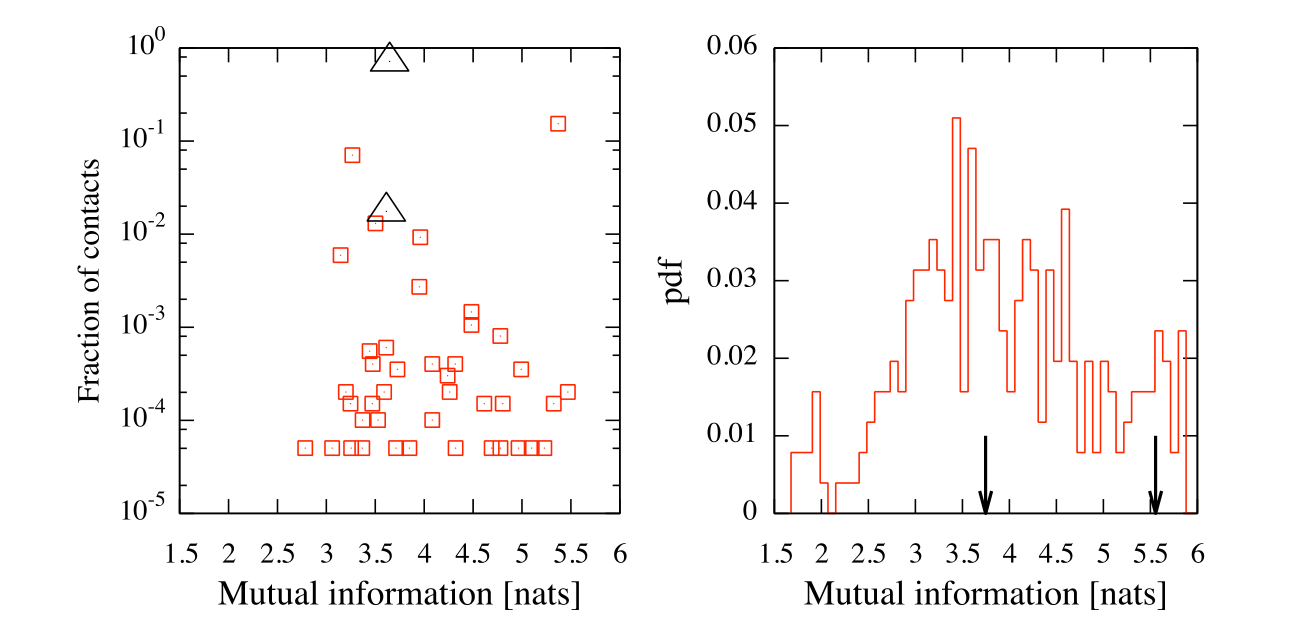 10^0
10^-1
10^-2
10^-3
10^-4
10^-5
Fraction of contacts
1.5 2 2.5 3 3.5 4 4.5 5 5.5 6
Mutual information [nats]
0.06
0.05
0.04
0.03
0.02
0.01
0
pdf
1.5 2 2.5 3 3.5 4 4.5 5 5.5 6
Mutual information [nats]